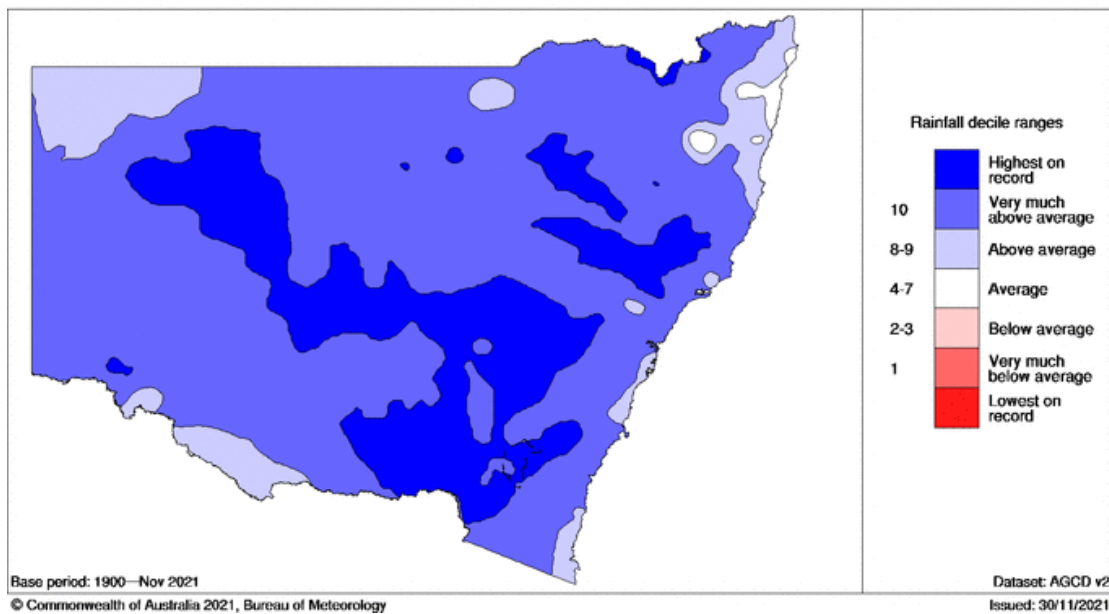 Rainfall decile ranges
Highest on
record
10
Very much
above average
8-9
Above average
4-7
Average
2-3
Below average
1
Very much
below average
Lowest on
record
Base period: 1900—Nov 2021
Dataset: AGCD v2
© Commonwealth of Australia 2021, Bureau of Meteorology
Issued: 30/11/2021